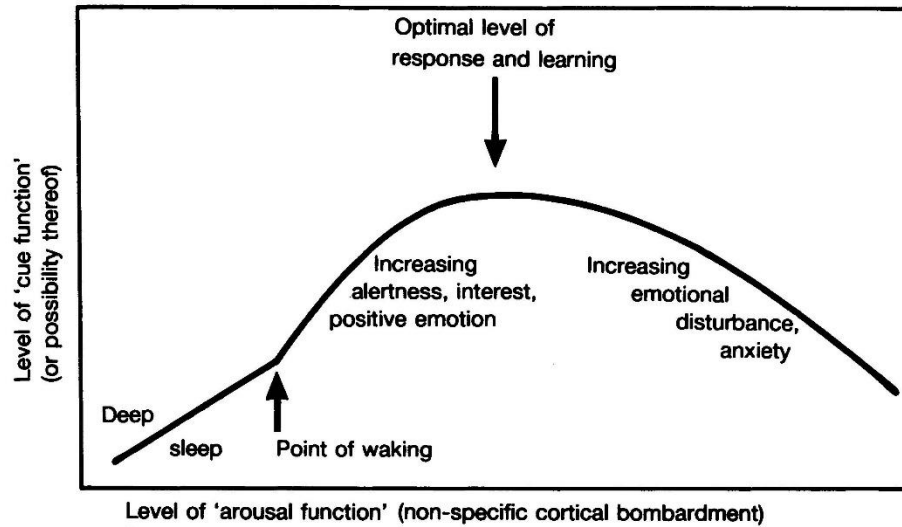 Optimal level of
response and learning
Level of 'cue function'
(or possibility thereof)
Increasing
alertness, interest,
positive emotion
Increasing
emotional
disturbance,
anxiety
Deep
sleep
Point of waking
Level of 'arousal function' (non-specific cortical bombardment)